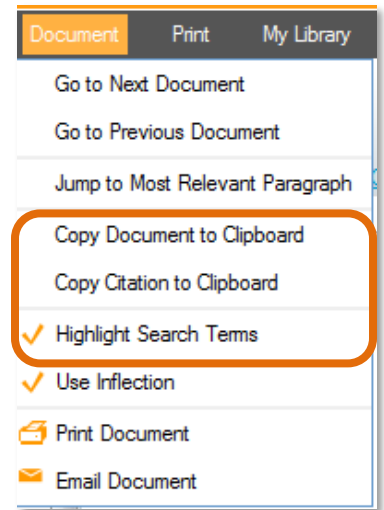 Document Print My Library
Go to Next Document
Go to Previous Document
Jump to Most Relevant Paragraph
Copy Document to Clipboard
Copy Citation to Clipboard
Highlight Search Terms
Use Inflection
Print Document
Email Document